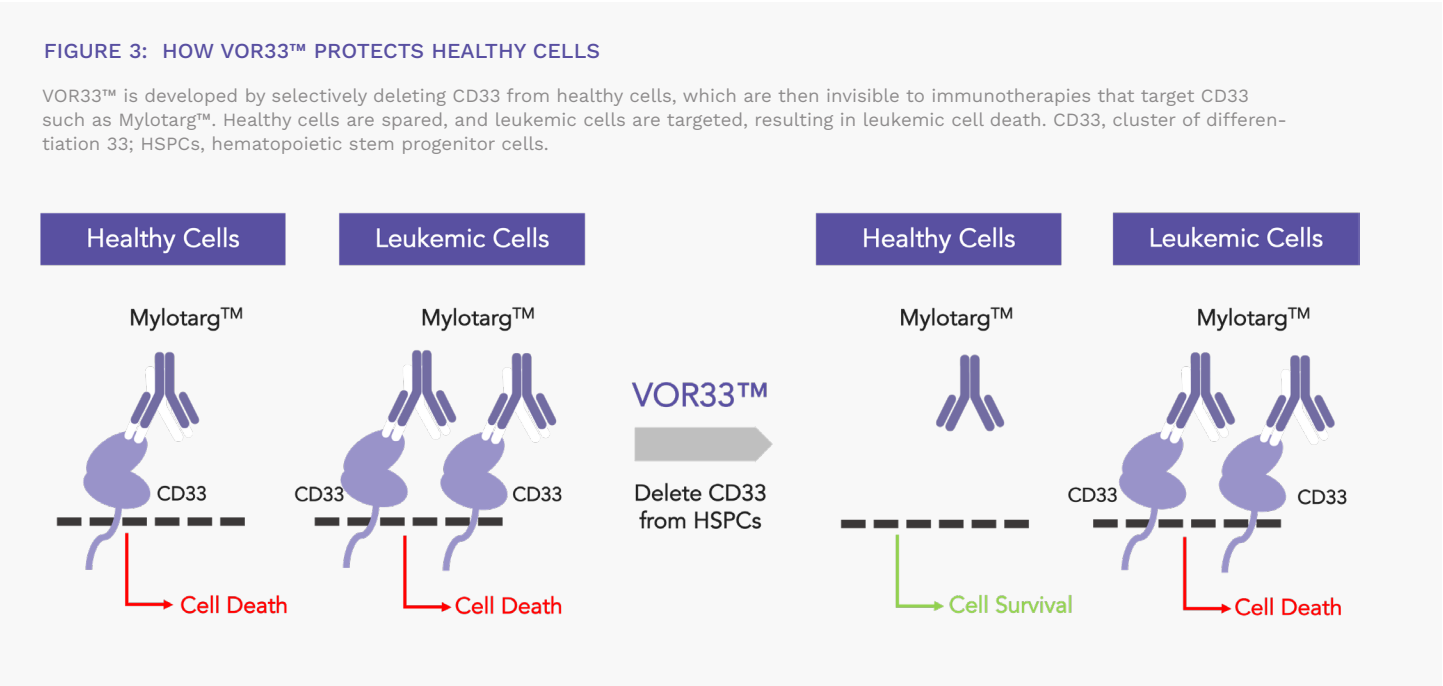 FIGURE 3: HOW VOR33™ PROTECTS HEALTHY CELLS
VOR33™ is developed by selectively deleting CD33 from healthy cells, which are then invisible to immunotherapies that target CD33
such as Mylotarg™. Healthy cells are spared, and leukemic cells are targeted, resulting in leukemic cell death. CD33, cluster of differen-
tiation 33; HSPCs, hematopoietic stem progenitor cells.
Healthy Cells
Leukemic Cells
Mylotarg™
Mylotarg™
CD33
CD33
CD33
Cell Death
Cell Death
VOR33™
Delete CD33
from HSPCs
Healthy Cells
Leukemic Cells
Mylotarg™
Mylotarg™
CD33
CD33
Cell Survival
Cell Death